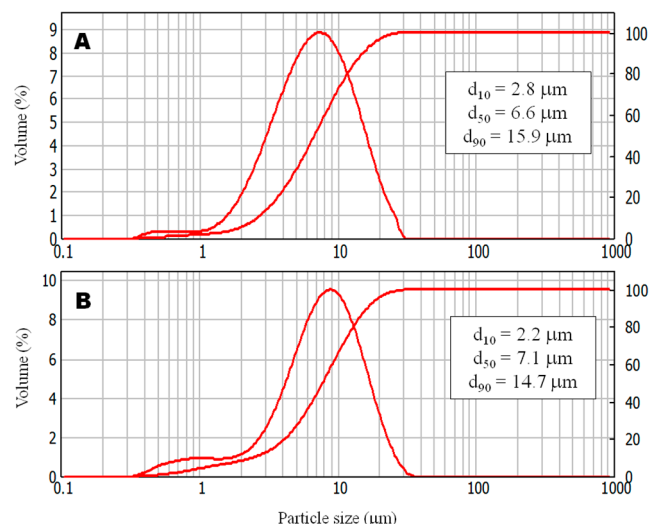 A
Volume (%)
9
8
7
6
5
4
3
2
1
0
100
80
60
40
20
0
d10 = 2.8 µm
d50 = 6.6 µm
d90 = 15.9 µm
0.1 1 10 100 1000
B
Volume (%)
10
8
6
4
2
0
100
80
60
40
20
0
d10 = 2.2 µm
d50 = 7.1 µm
d90 = 14.7 µm
0.1 1 10 100 1000
Particle size (µm)